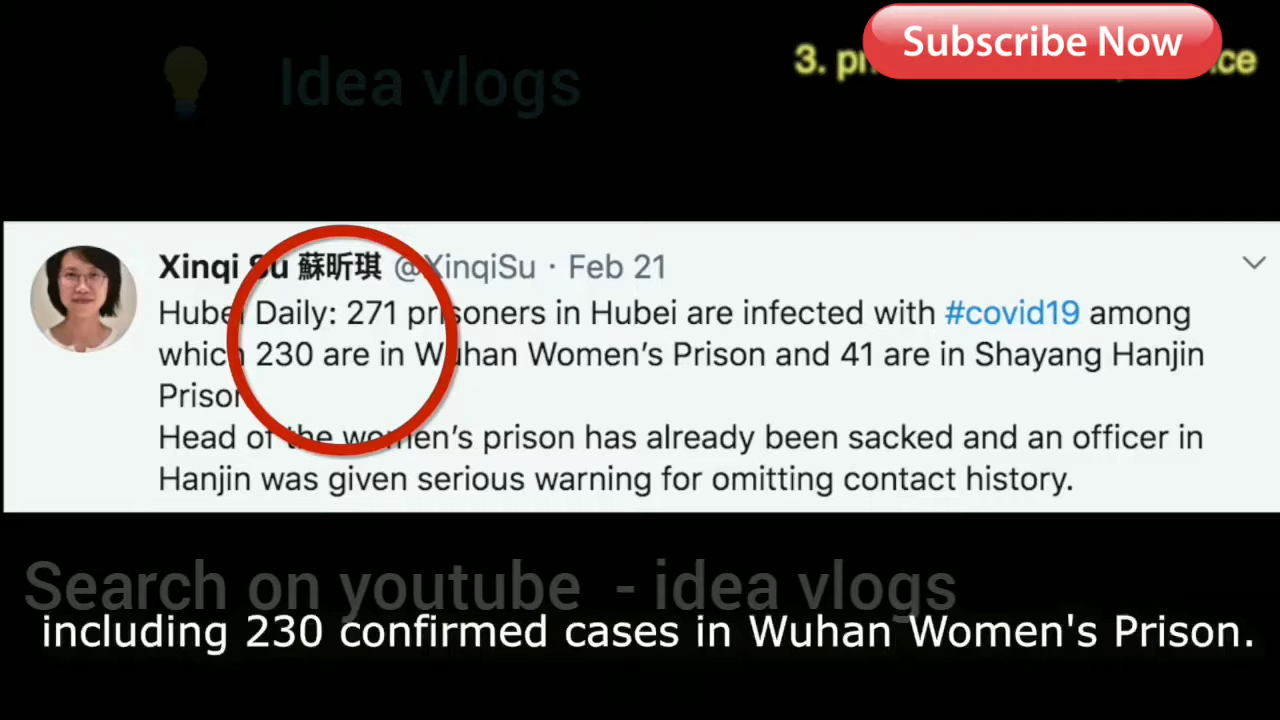 Subscribe Now
3.
Idea vlogs
Xinqi Su 蘇昕琪 @XinqiSu · Feb 21
Hubei Daily: 271 prisoners in Hubei are infected with #covid19 among
which 230 are in Wuhan Women’s Prison and 41 are in Shayang Hanjin
Prison
Head of the women’s prison has already been sacked and an officer in
Hanjin was given serious warning for omitting contact history.
Search on youtube - idea vlogs
including 230 confirmed cases in Wuhan Women's Prison.